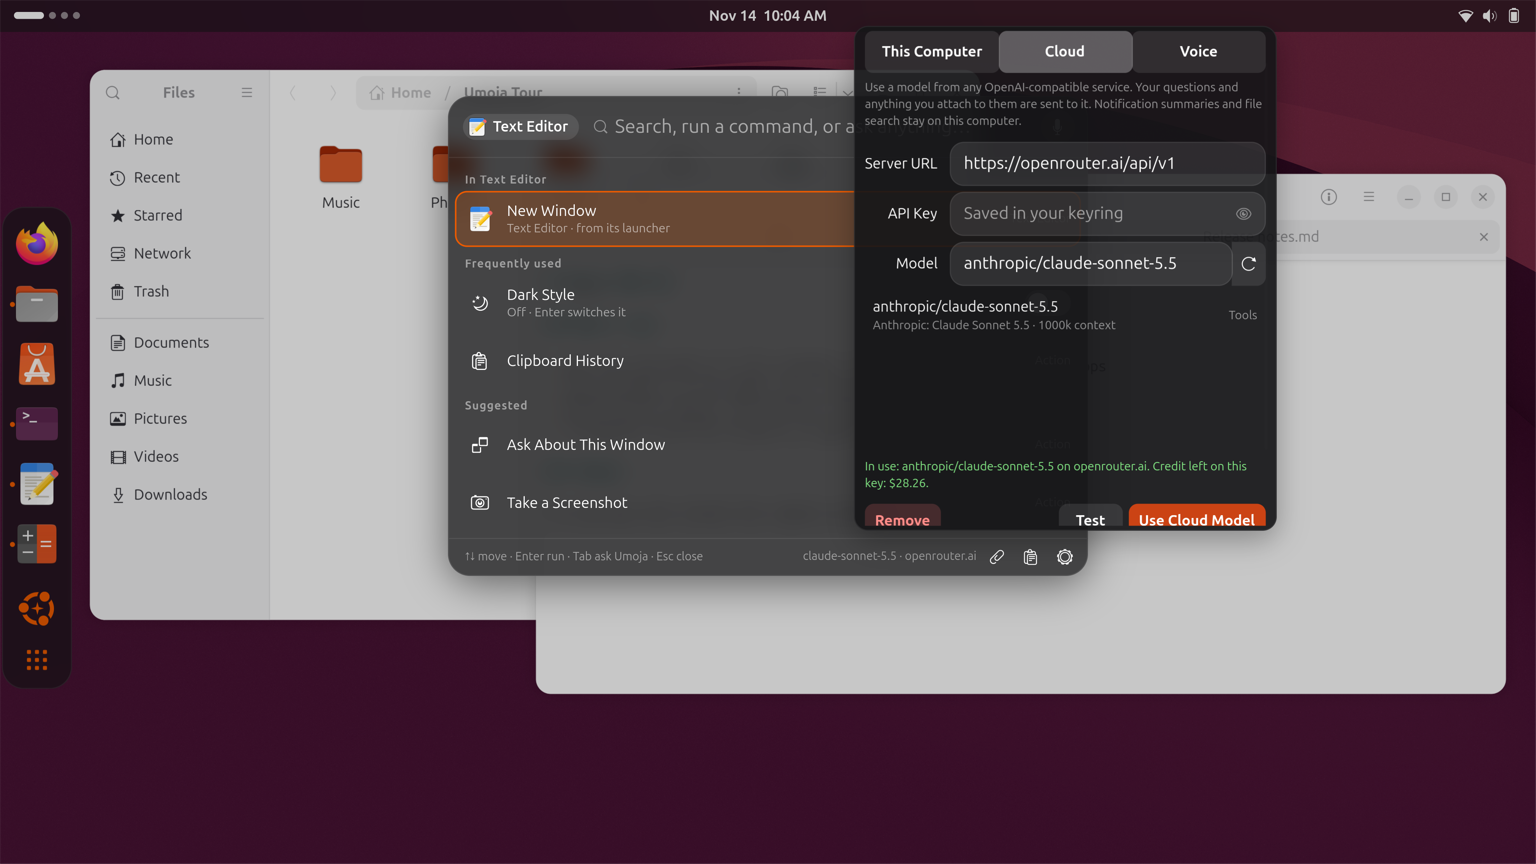 Nov 14  10:04 AM
Files
Home / Umoja Tour
Home
Recent
Starred
Network
Trash
Documents
Music
Pictures
Videos
Downloads
Music
Text Editor
Search, run a command, or ask anything…
In Text Editor
New Window
Text Editor · from its launcher
Frequently used
Dark Style
Off · Enter switches it
Clipboard History
Suggested
Ask About This Window
Take a Screenshot
↑↓ move · Enter run · Tab ask Umoja · Esc close
claude-sonnet-5.5 · openrouter.ai
This Computer
Cloud
Voice
Use a model from any OpenAI-compatible service. Your questions and
anything you attach to them are sent to it. Notification summaries and file
search stay on this computer.
Server URL
https://openrouter.ai/api/v1
API Key
Saved in your keyring
Model
anthropic/claude-sonnet-5.5
anthropic/claude-sonnet-5.5
Anthropic: Claude Sonnet 5.5 · 1000k context
Tools
Action
Action
Action
In use: anthropic/claude-sonnet-5.5 on openrouter.ai. Credit left on this
key: $28.26.
Remove
Test
Use Cloud Model